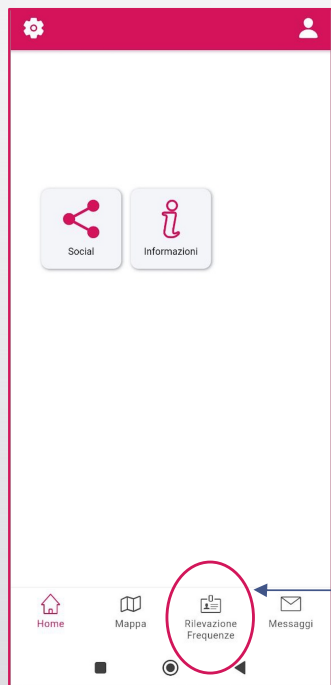 Social
Informazioni
Home
Mappa
Rilevazione
Frequenze
Messaggi